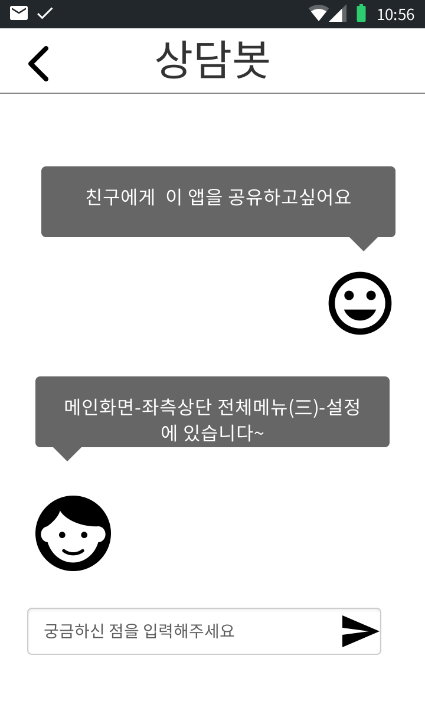 10:56
상담봇
친구에게 이 앱을 공유하고싶어요
메인화면-좌측상단 전체메뉴(三)-설정
에 있습니다~
궁금하신 점을 입력해주세요